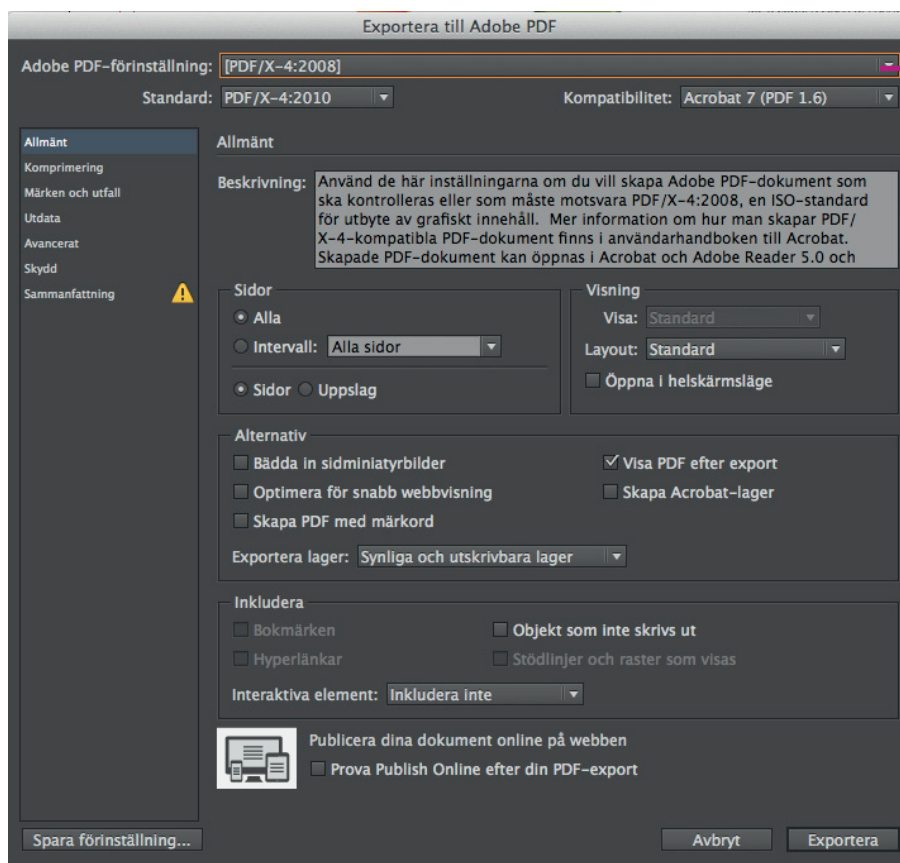 Exportera till Adobe PDF
Adobe PDF-förinställning: [PDF/X-4:2008]
Standard: PDF/X-4:2010 Kompatibilitet: Acrobat 7 (PDF 1.6)
Allmänt
Komprimering
Märken och utfall
Utdata
Avancerat
Skydd
Sammanfattning
Allmänt
Beskrivning: Använd de här inställningarna om du vill skapa Adobe PDF-dokument som
ska kontrolleras eller som måste motsvara PDF/X-4:2008, en ISO-standard
för utbyte av grafiskt innehåll. Mer information om hur man skapar PDF/
X-4-kompatibla PDF-dokument finns i användarhandboken till Acrobat.
Skapade PDF-dokument kan öppnas i Acrobat och Adobe Reader 5.0 och
Sidor
Alla
Intervall: Alla sidor
Sidor Uppslag
Visning
Visa: Standard
Layout: Standard
Öppna i helskärmsläge
Alternativ
Bädda in sidminiatyrbilder Visa PDF efter export
Optimera för snabb webbvisning Skapa Acrobat-lager
Skapa PDF med märkord
Exportera lager: Synliga och utskrivbara lager
Inkludera
Bokmärken Objekt som inte skrivs ut
Hyperlänkar Stödlinjer och raster som visas
Interaktiva element: Inkludera inte
Publicera dina dokument online på webben
Prova Publish Online efter din PDF-export
Spara förinställning... Avbryt Exportera